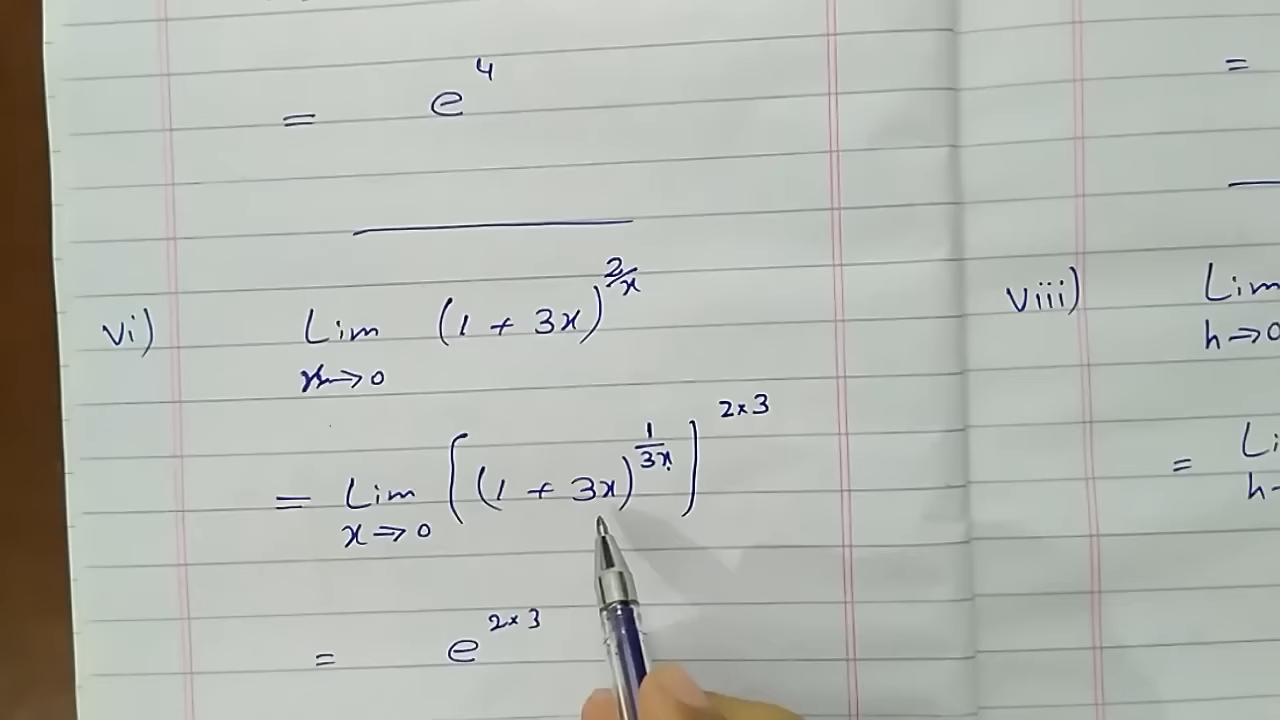 = e^4
=
vi) Lim (1 + 3x)^2/x
x→0
viii) Lim
h→0
= Lim [(1 + 3x)^1/3x]^2×3
x→0
= Li
h-
= e^2×3